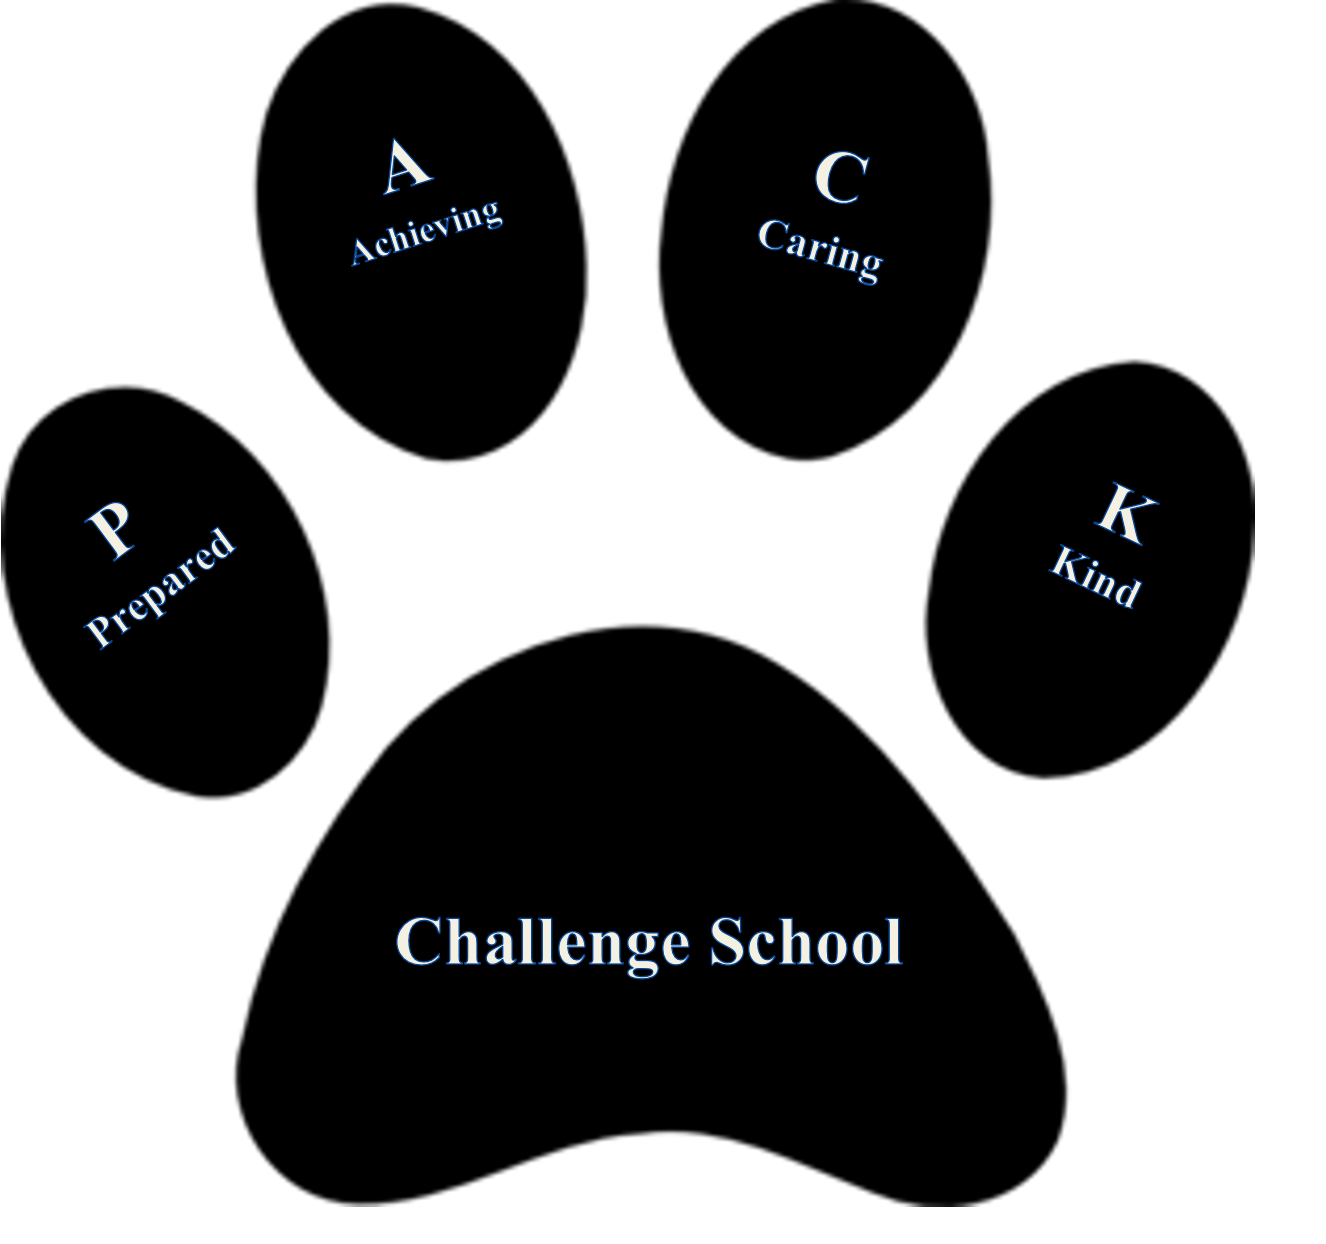 P
Prepared
A
Achieving
C
Caring
K
Kind
Challenge School